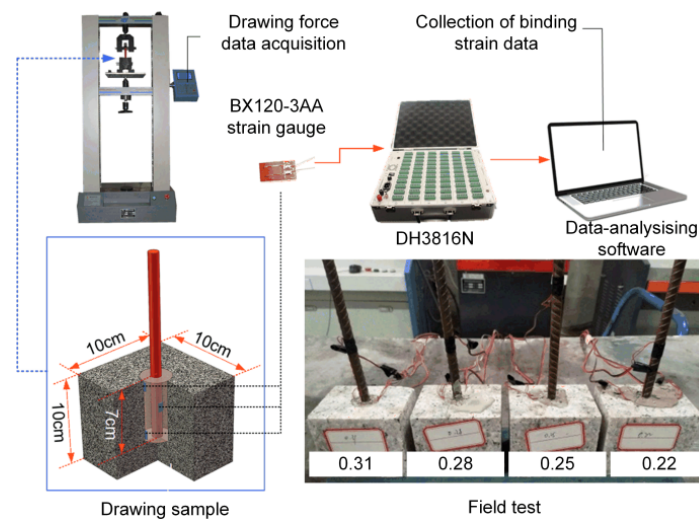 Drawing force
data acquisition
Collection of binding
strain data
BX120-3AA
strain gauge
DH3816N
Data-analysising
software
10cm
10cm
10cm
7cm
0.31
0.28
0.25
0.22
Drawing sample
Field test